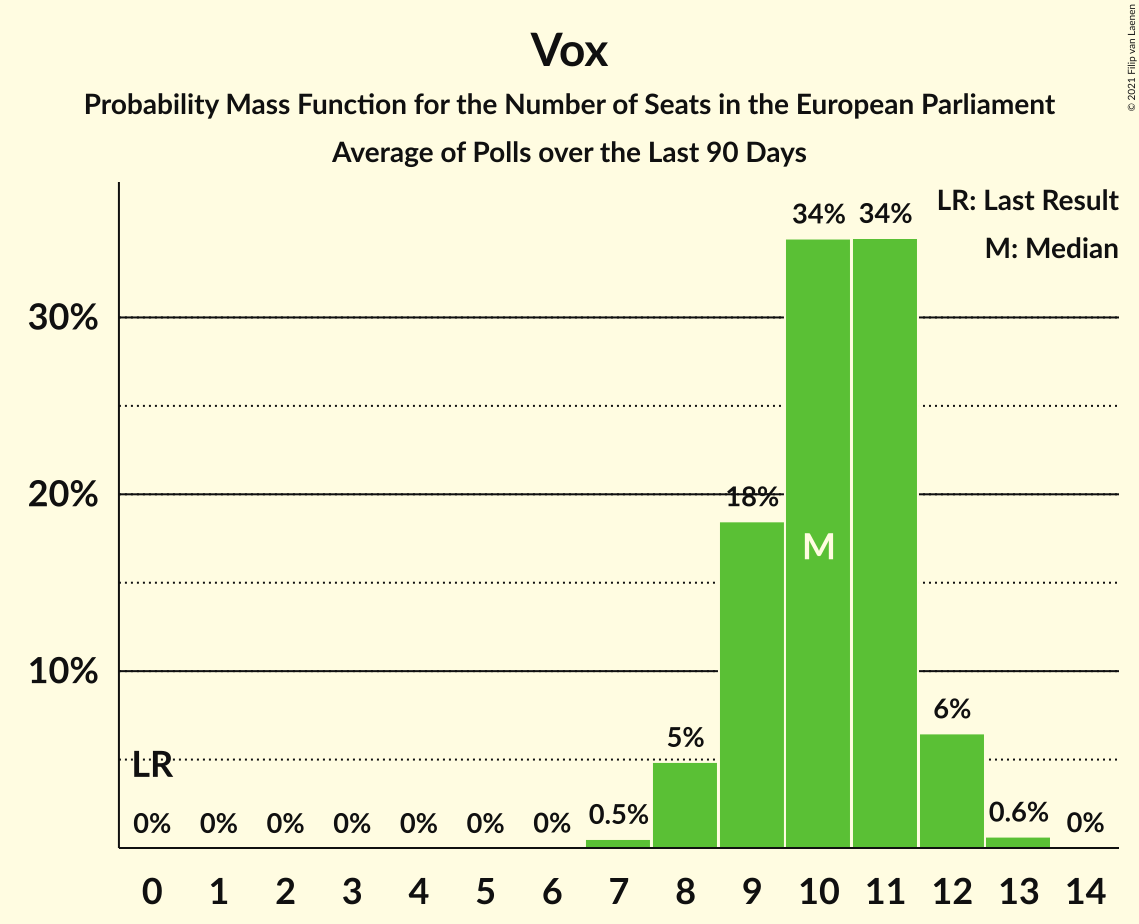 Vox
Probability Mass Function for the Number of Seats in the European Parliament
Average of Polls over the Last 90 Days
© 2021 Filip van Laenen
LR: Last Result
M: Median
34% 34%
30%
20%
18%
M
10%
6%
5%
LR
0% 0% 0% 0% 0% 0% 0% 0.5% 0.6% 0%
0 1 2 3 4 5 6 7 8 9 10 11 12 13 14